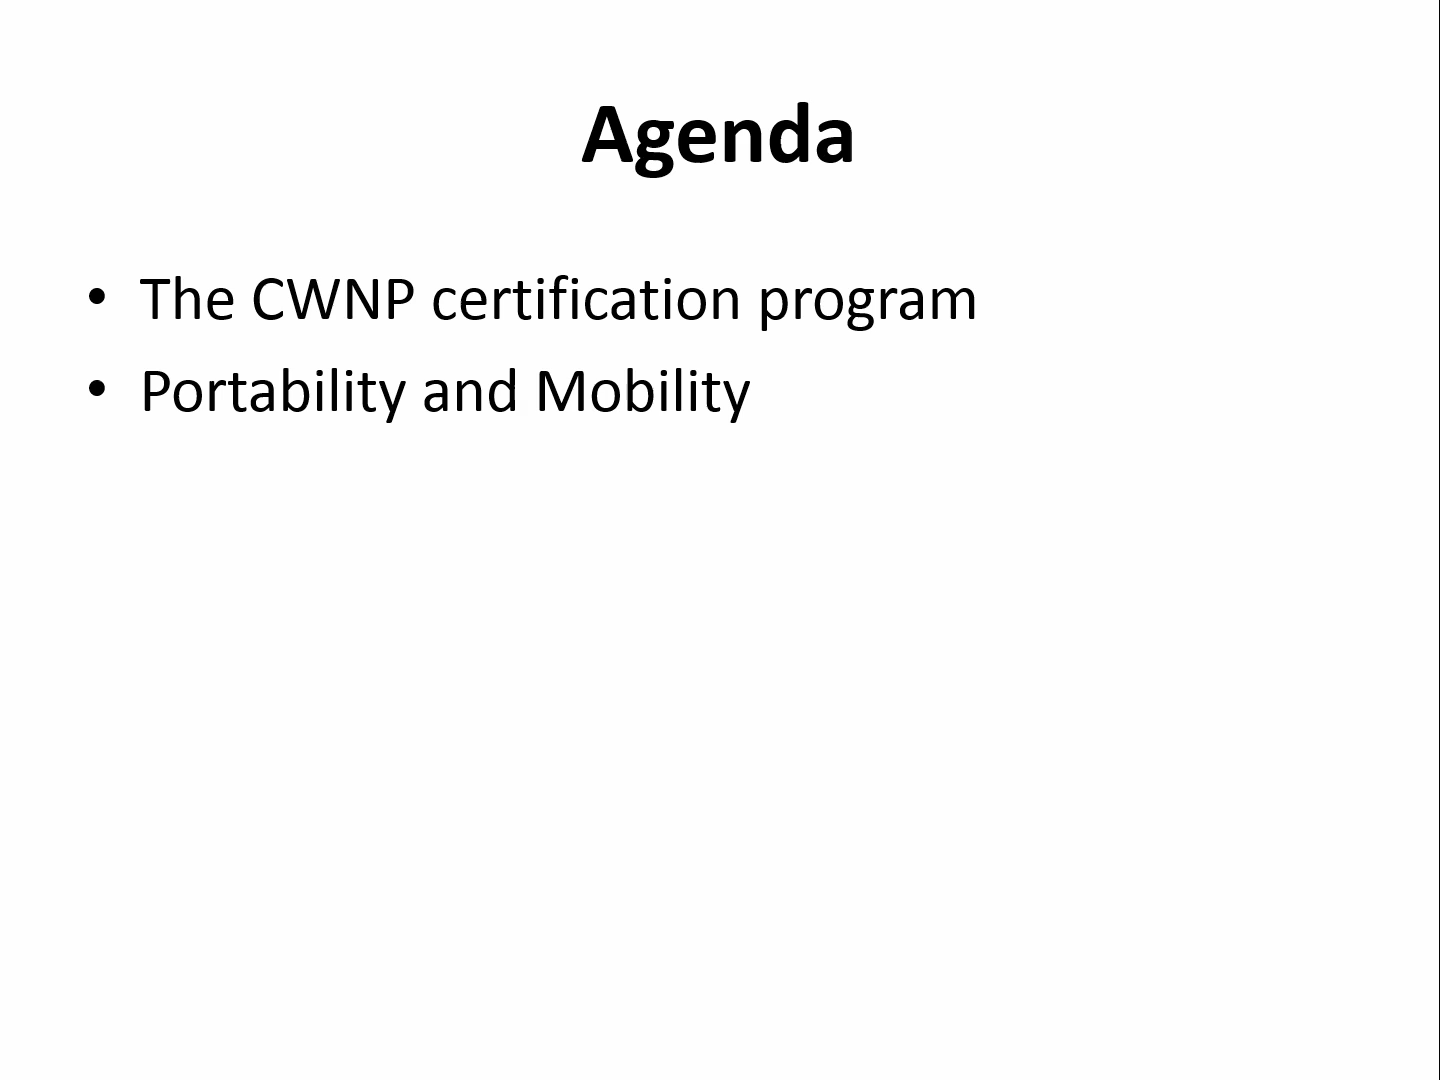 Agenda
• The CWNP certification program
• Portability and Mobility